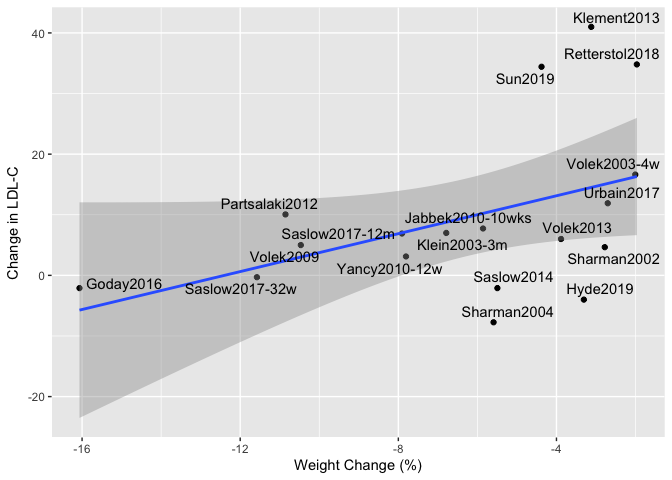 Klement2013
40
Retterstol2018
Sun2019
20
Volek2003-4w
Urbain2017
Partsalaki2012
Jabbek2010-10wks
Saslow2017-12m
Volek2013
Klein2003-3m
Volek2009
Sharman2002
Yancy2010-12w
0
Goday2016
Saslow2014
Saslow2017-32w
Hyde2019
Sharman2004
-20
Change in LDL-C
-16
-12
-8
-4
Weight Change (%)